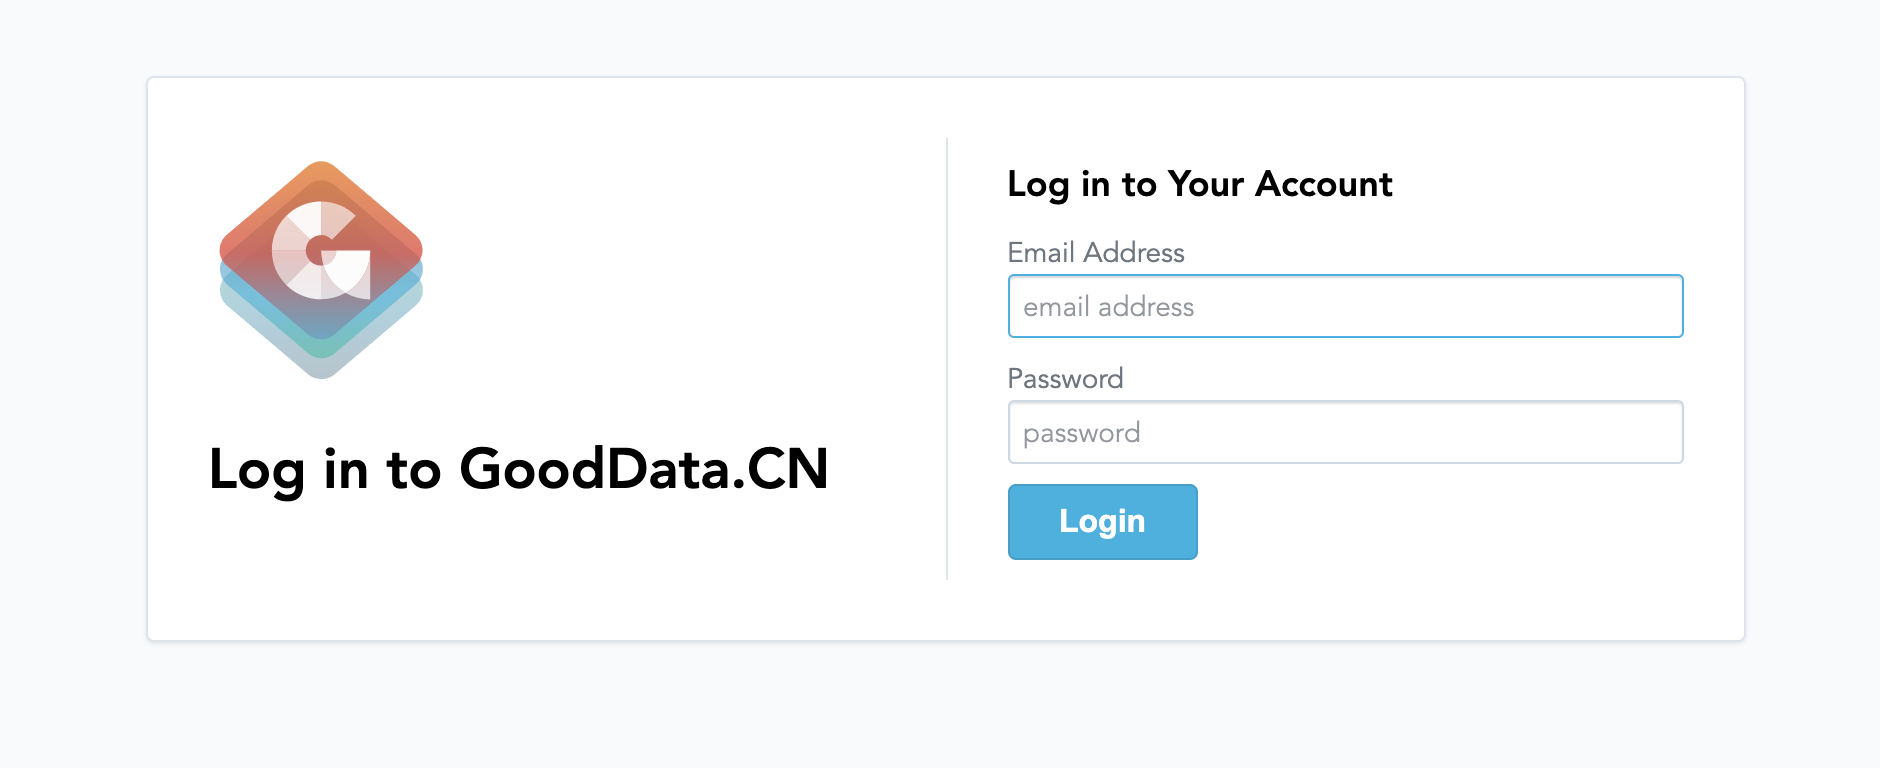 Log in to GoodData.CN
Log in to Your Account
Email Address
email address
Password
password
Login